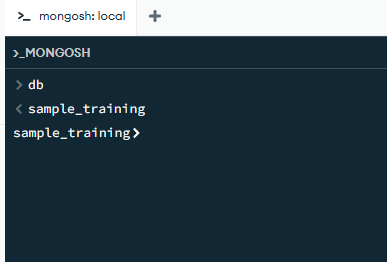 >_ mongosh: local +
>_MONGOSH
> db
< sample_training
sample_training>